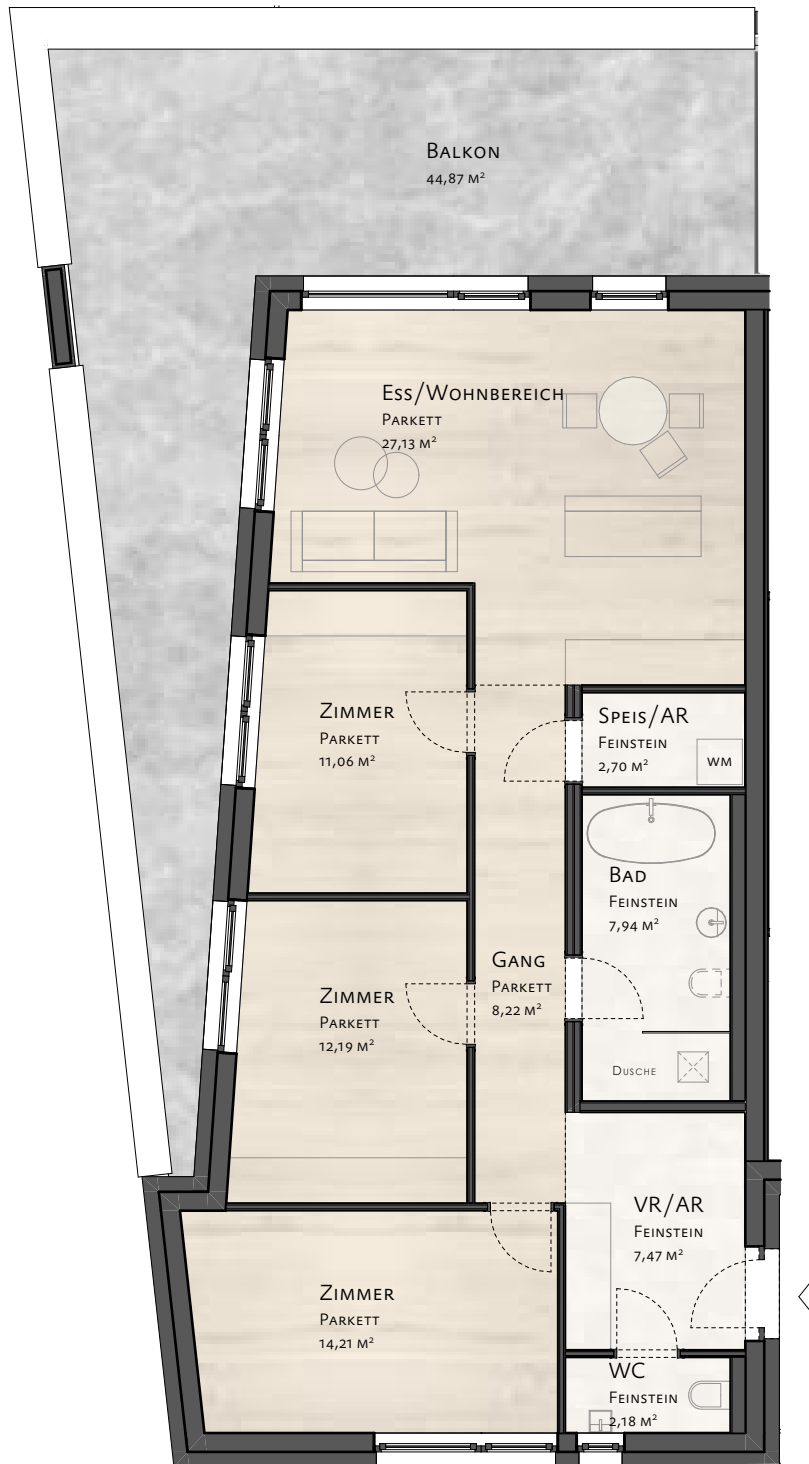 Balkon
44,87 m²
Ess/Wohnbereich
Parkett
27,13 m²
Zimmer
Parkett
11,06 m²
Speis/AR
Feinstein
2,70 m²
WM
Bad
Feinstein
7,94 m²
Gang
Parkett
8,22 m²
Zimmer
Parkett
12,19 m²
Dusche
VR/AR
Feinstein
7,47 m²
Zimmer
Parkett
14,21 m²
WC
Feinstein
2,18 m²